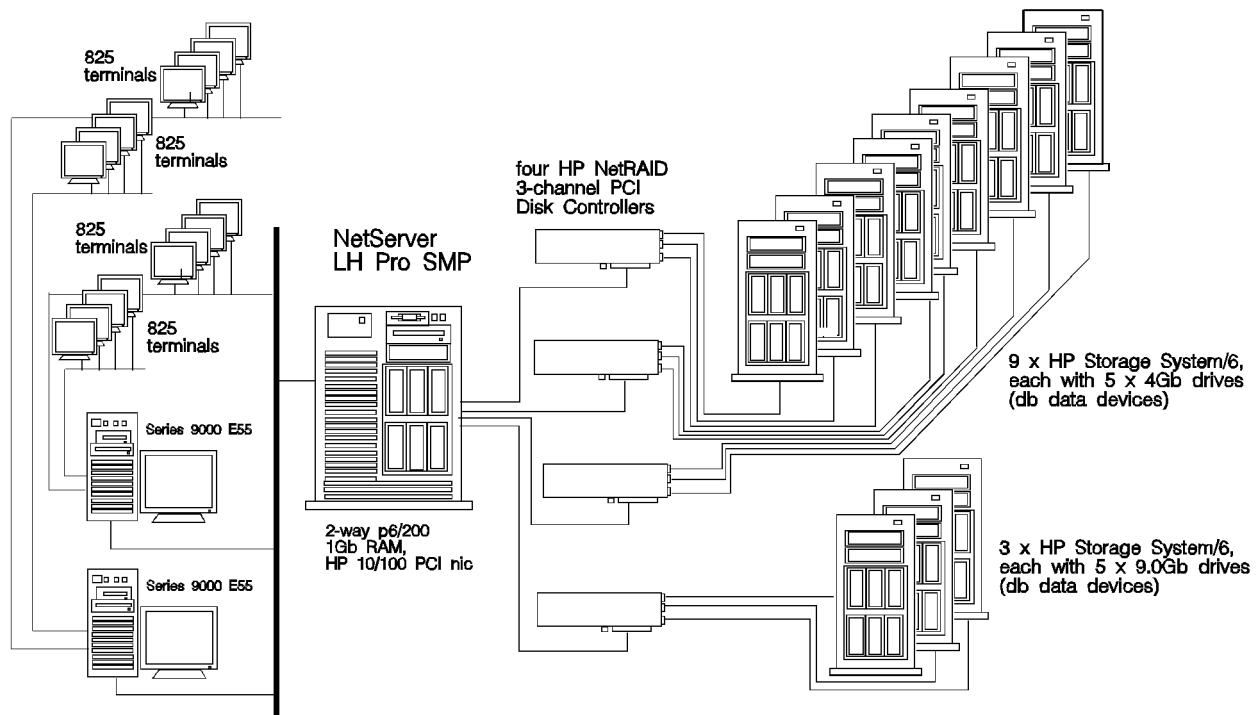 825
terminals
825
terminals
825
terminals
825
terminals
Series 9000 E55
Series 9000 E55
NetServer
LH Pro SMP
2-way p6/200
1Gb RAM,
HP 10/100 PCI nic
four HP NetRAID
3-channel PCI
Disk Controllers
9 x HP Storage System/6,
each with 5 x 4Gb drives
(db data devices)
3 x HP Storage System/6,
each with 5 x 9.0Gb drives
(db data devices)